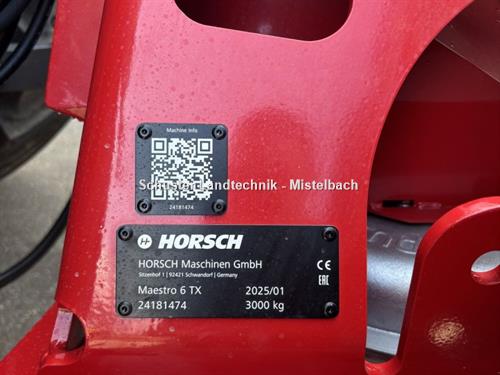 Machine Info
24181474
Schuster Landtechnik - Mistelbach
HORSCH
HORSCH Maschinen GmbH
Sitzenhof 1 | 92421 Schwandorf | Germany
CE
Maestro 6 TX 2025/01
EAC
24181474 3000 kg